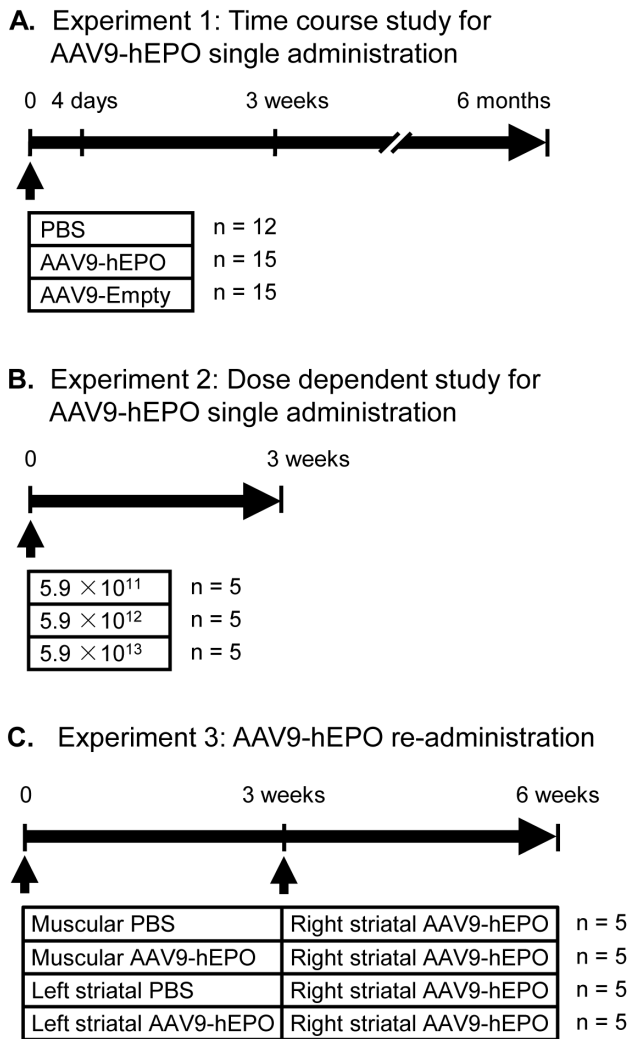 A. Experiment 1: Time course study for
AAV9-hEPO single administration
0 4 days 3 weeks 6 months
PBS n = 12
AAV9-hEPO n = 15
AAV9-Empty n = 15
B. Experiment 2: Dose dependent study for
AAV9-hEPO single administration
0 3 weeks
5.9 ×10¹¹ n = 5
5.9 ×10¹² n = 5
5.9 ×10¹³ n = 5
C. Experiment 3: AAV9-hEPO re-administration
0 3 weeks 6 weeks
Muscular PBS Right striatal AAV9-hEPO n = 5
Muscular AAV9-hEPO Right striatal AAV9-hEPO n = 5
Left striatal PBS Right striatal AAV9-hEPO n = 5
Left striatal AAV9-hEPO Right striatal AAV9-hEPO n = 5